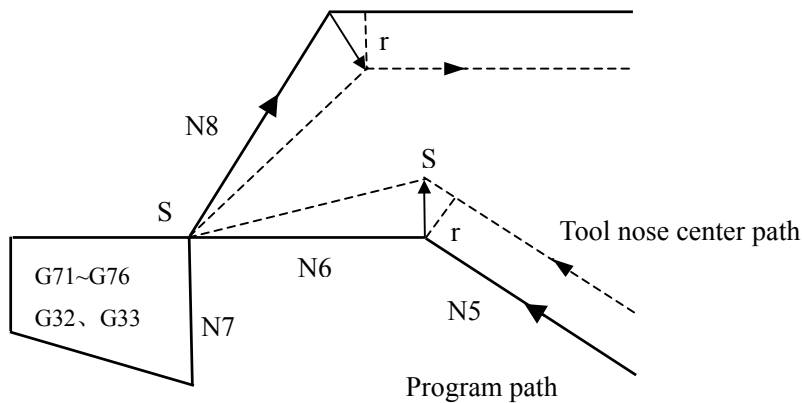 r
N8
S
S
r
Tool nose center path
N6
G71~G76
G32、G33
N7
N5
Program path